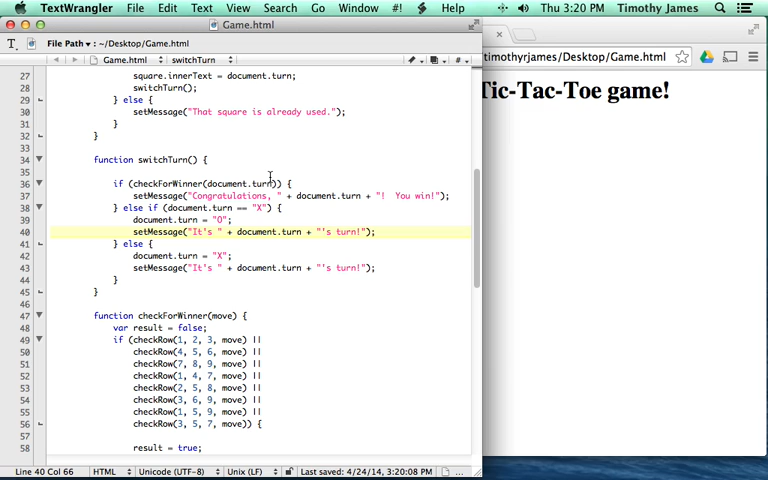 TextWrangler File Edit Text View Search Go Window #! Help Thu 3:20 PM Timothy James
Game.html
File Path ▾ : ~/Desktop/Game.html
Game.html switchTurn
timothyrjames/Desktop/Game.html
Tic-Tac-Toe game!
27 square.innerText = document.turn;
28 switchTurn();
29 } else {
30 setMessage("That square is already used.");
31 }
32 }
33
34 function switchTurn() {
35
36 if (checkForWinner(document.turn)) {
37 setMessage("Congratulations, " + document.turn + "!  You win!");
38 } else if (document.turn == "X") {
39 document.turn = "O";
40 setMessage("It's " + document.turn + "'s turn!");
41 } else {
42 document.turn = "X";
43 setMessage("It's " + document.turn + "'s turn!");
44 }
45 }
46
47 function checkForWinner(move) {
48 var result = false;
49 if (checkRow(1, 2, 3, move) ||
50 checkRow(4, 5, 6, move) ||
51 checkRow(7, 8, 9, move) ||
52 checkRow(1, 4, 7, move) ||
53 checkRow(2, 5, 8, move) ||
54 checkRow(3, 6, 9, move) ||
55 checkRow(1, 5, 9, move) ||
56 checkRow(3, 5, 7, move)) {
57
58 result = true;
Line 40 Col 66 HTML Unicode (UTF-8) Unix (LF) Last saved: 4/24/14, 3:20:08 PM ...